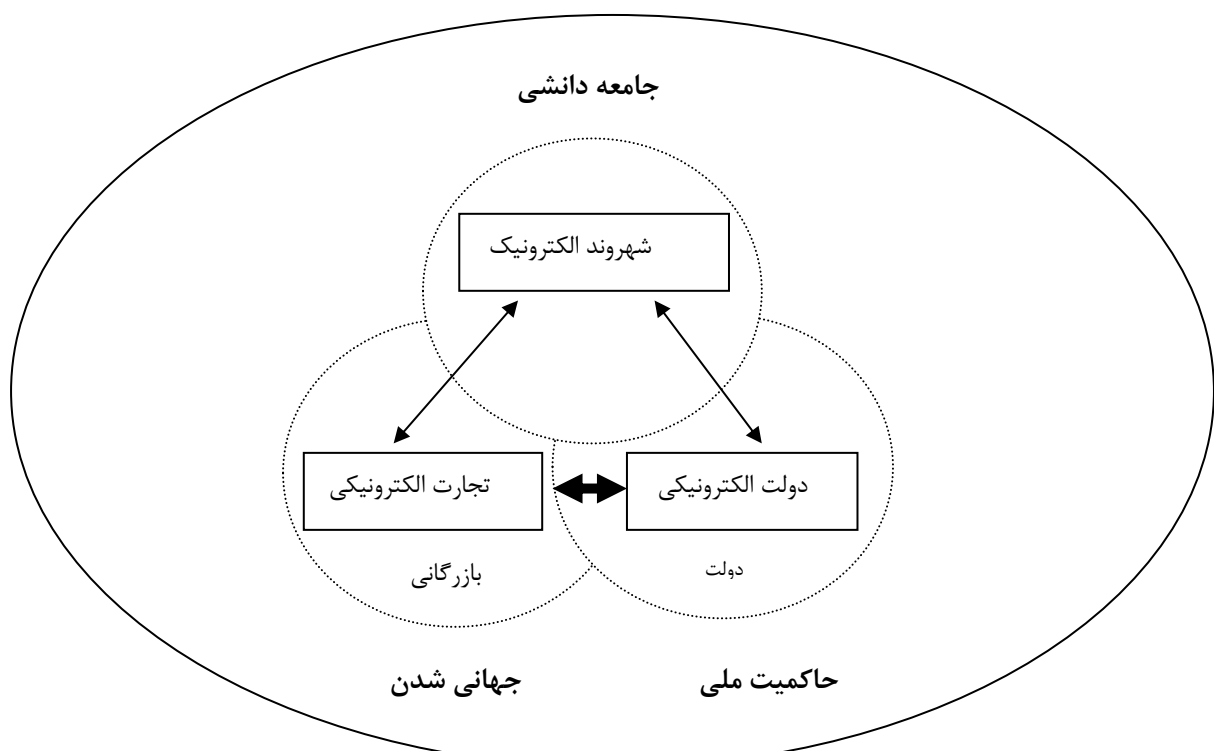 جامعه دانشی
شهروند الکترونیک
دولت الکترونیکی
تجارت الکترونیکی
دولت
بازرگانی
حاکمیت ملی
جهانی شدن